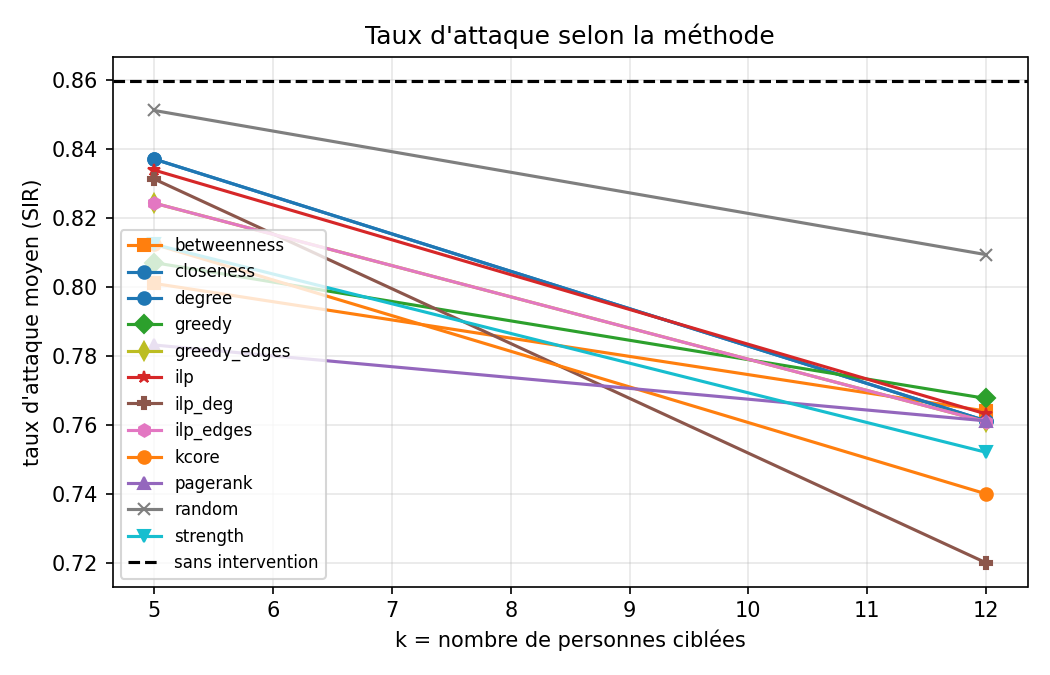 Taux d'attaque selon la méthode
taux d'attaque moyen (SIR)
0.86
0.84
0.82
0.80
0.78
0.76
0.74
0.72
betweenness
closeness
degree
greedy
greedy_edges
ilp
ilp_deg
ilp_edges
kcore
pagerank
random
strength
sans intervention
5 6 7 8 9 10 11 12
k = nombre de personnes ciblées